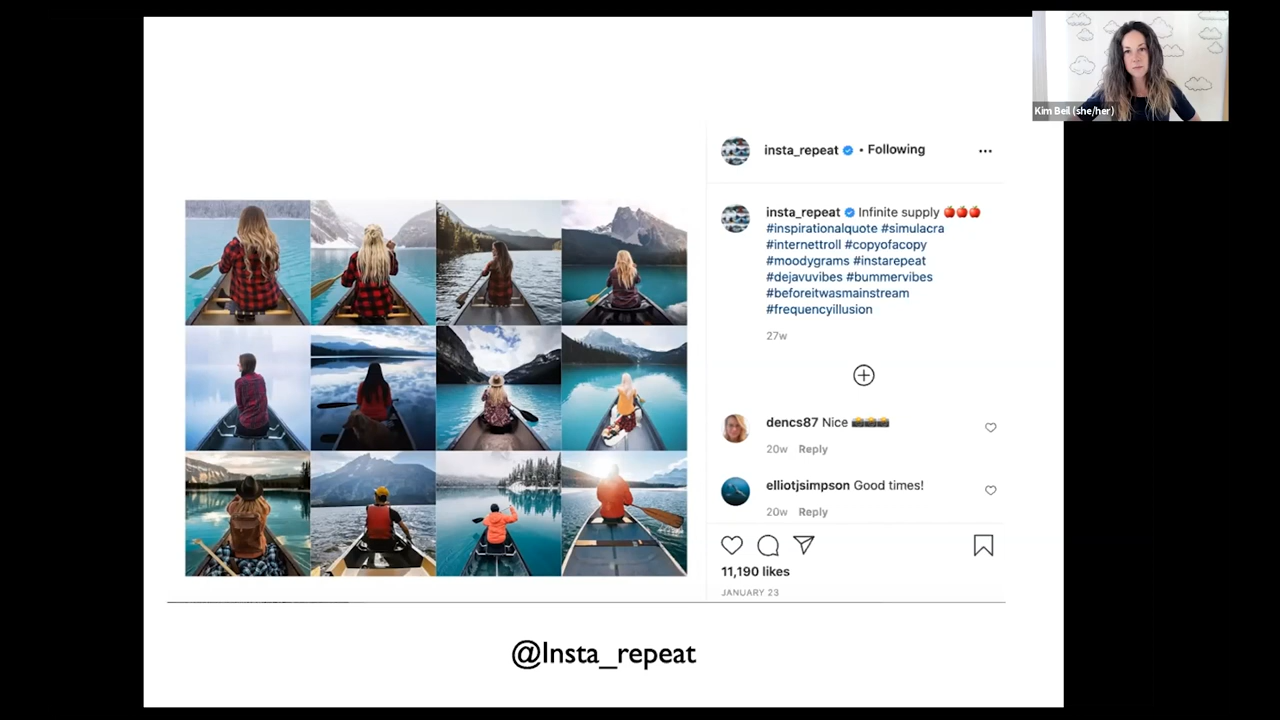 Kim Beil (she/her)
insta_repeat • Following
insta_repeat Infinite supply 🍎🍎🍎
#inspirationalquote #simulacra
#internettroll #copyofacopy
#moodygrams #instarepeat
#dejavuvibes #bummervibes
#beforeitwasmainstream
#frequencyillusion
27w
dencs87 Nice 📸📸📸
20w Reply
elliotjsimpson Good times!
20w Reply
11,190 likes
JANUARY 23
@Insta_repeat